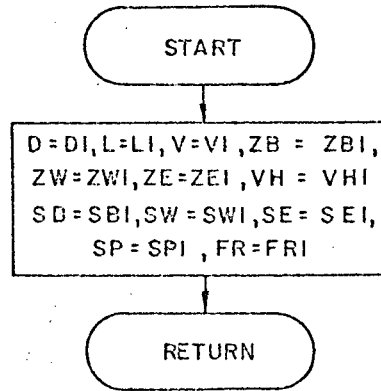 START
D=DI, L=LI, V=VI, ZB = ZBI,
ZW=ZWI, ZE=ZEI, VH = VHI
SD=SBI, SW=SWI, SE= SEI,
SP=SPI, FR=FRI
RETURN